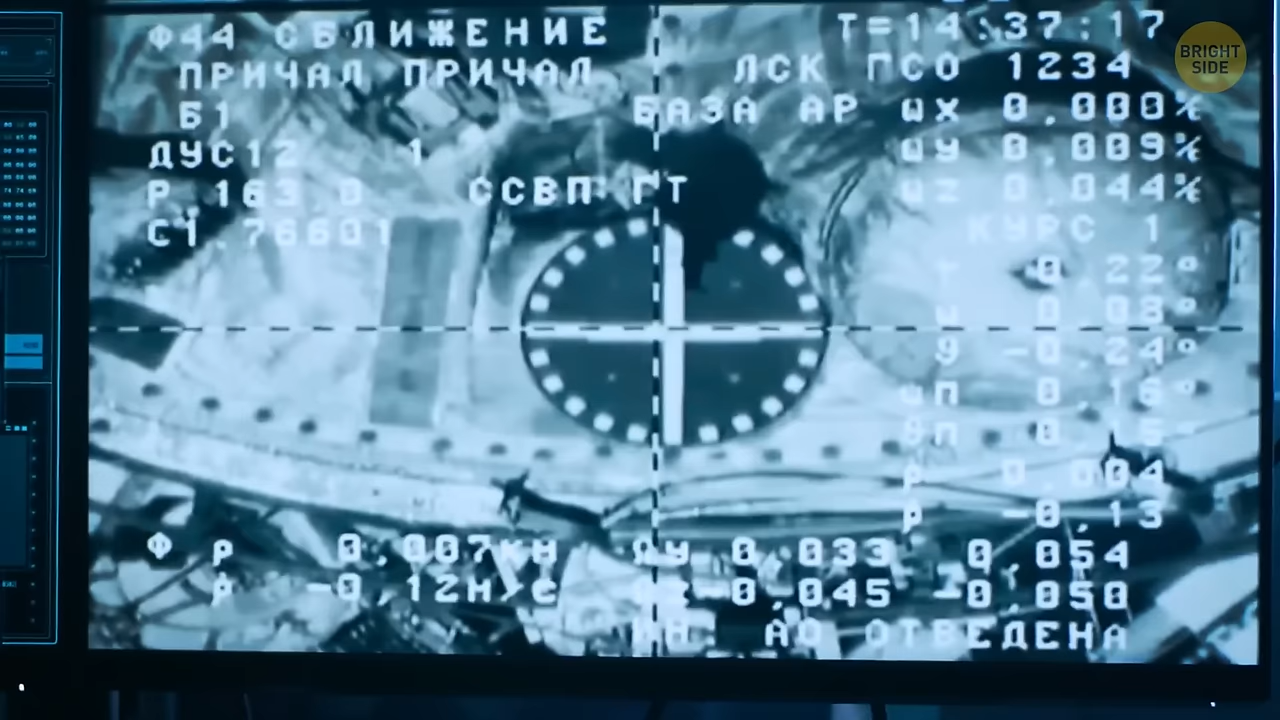 Ф44 СБЛИЖЕНИЕ T=14:37:17
ПРИЧАЛ ПРИЧАЛ ЛСК ПСО 1234
Б1 БАЗА АР ωX 0,000%
ДУС12 1 ωУ 0,009%
Р 163,0 ССВП ГТ ωZ 0,044%
С1,76601 КУРС 1
0 22°
0,08°
-0 24°
0,16°
ρ 0,004
ρ -0,13
Ф ρ 0,007КН ΩУ 0,033 0,054
ρ̇ -0,12М/С -0,045 -0,050
АО ОТВЕДЕНА
BRIGHT
SIDE